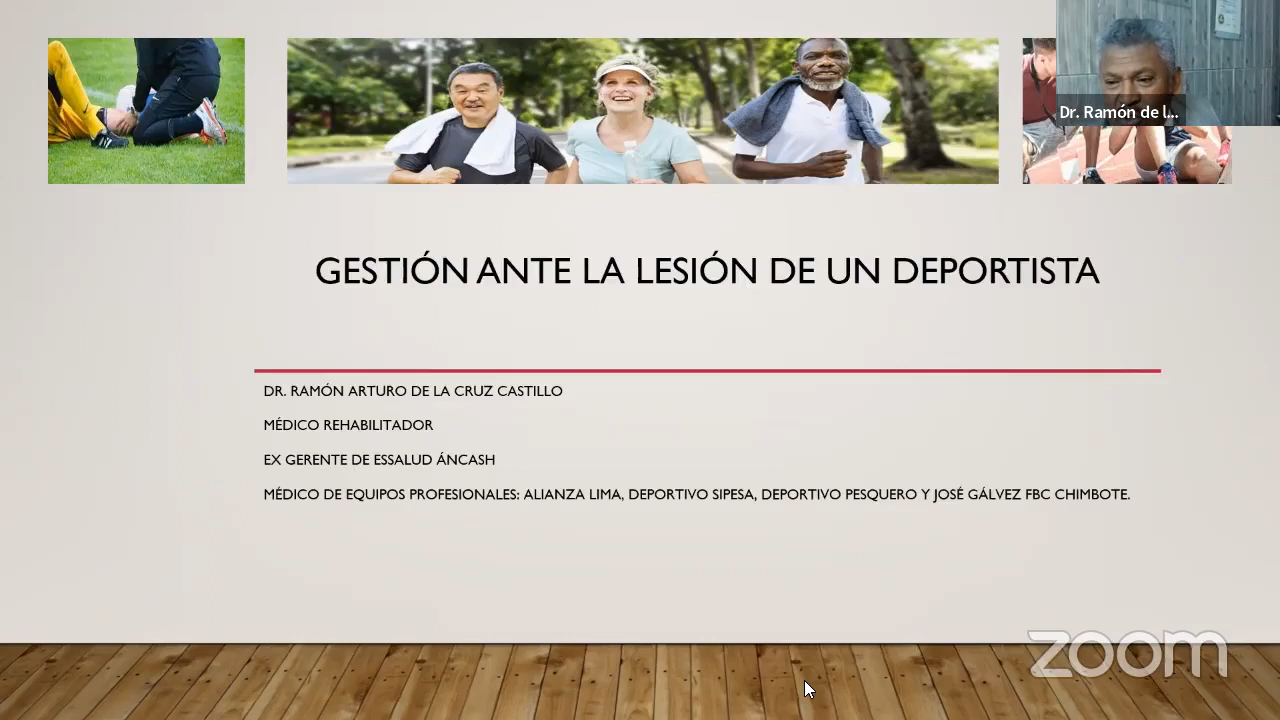 Dr. Ramón de l...
GESTIÓN ANTE LA LESIÓN DE UN DEPORTISTA
DR. RAMÓN ARTURO DE LA CRUZ CASTILLO
MÉDICO REHABILITADOR
EX GERENTE DE ESSALUD ÁNCASH
MÉDICO DE EQUIPOS PROFESIONALES: ALIANZA LIMA, DEPORTIVO SIPESA, DEPORTIVO PESQUERO Y JOSÉ GÁLVEZ FBC CHIMBOTE.
zoom